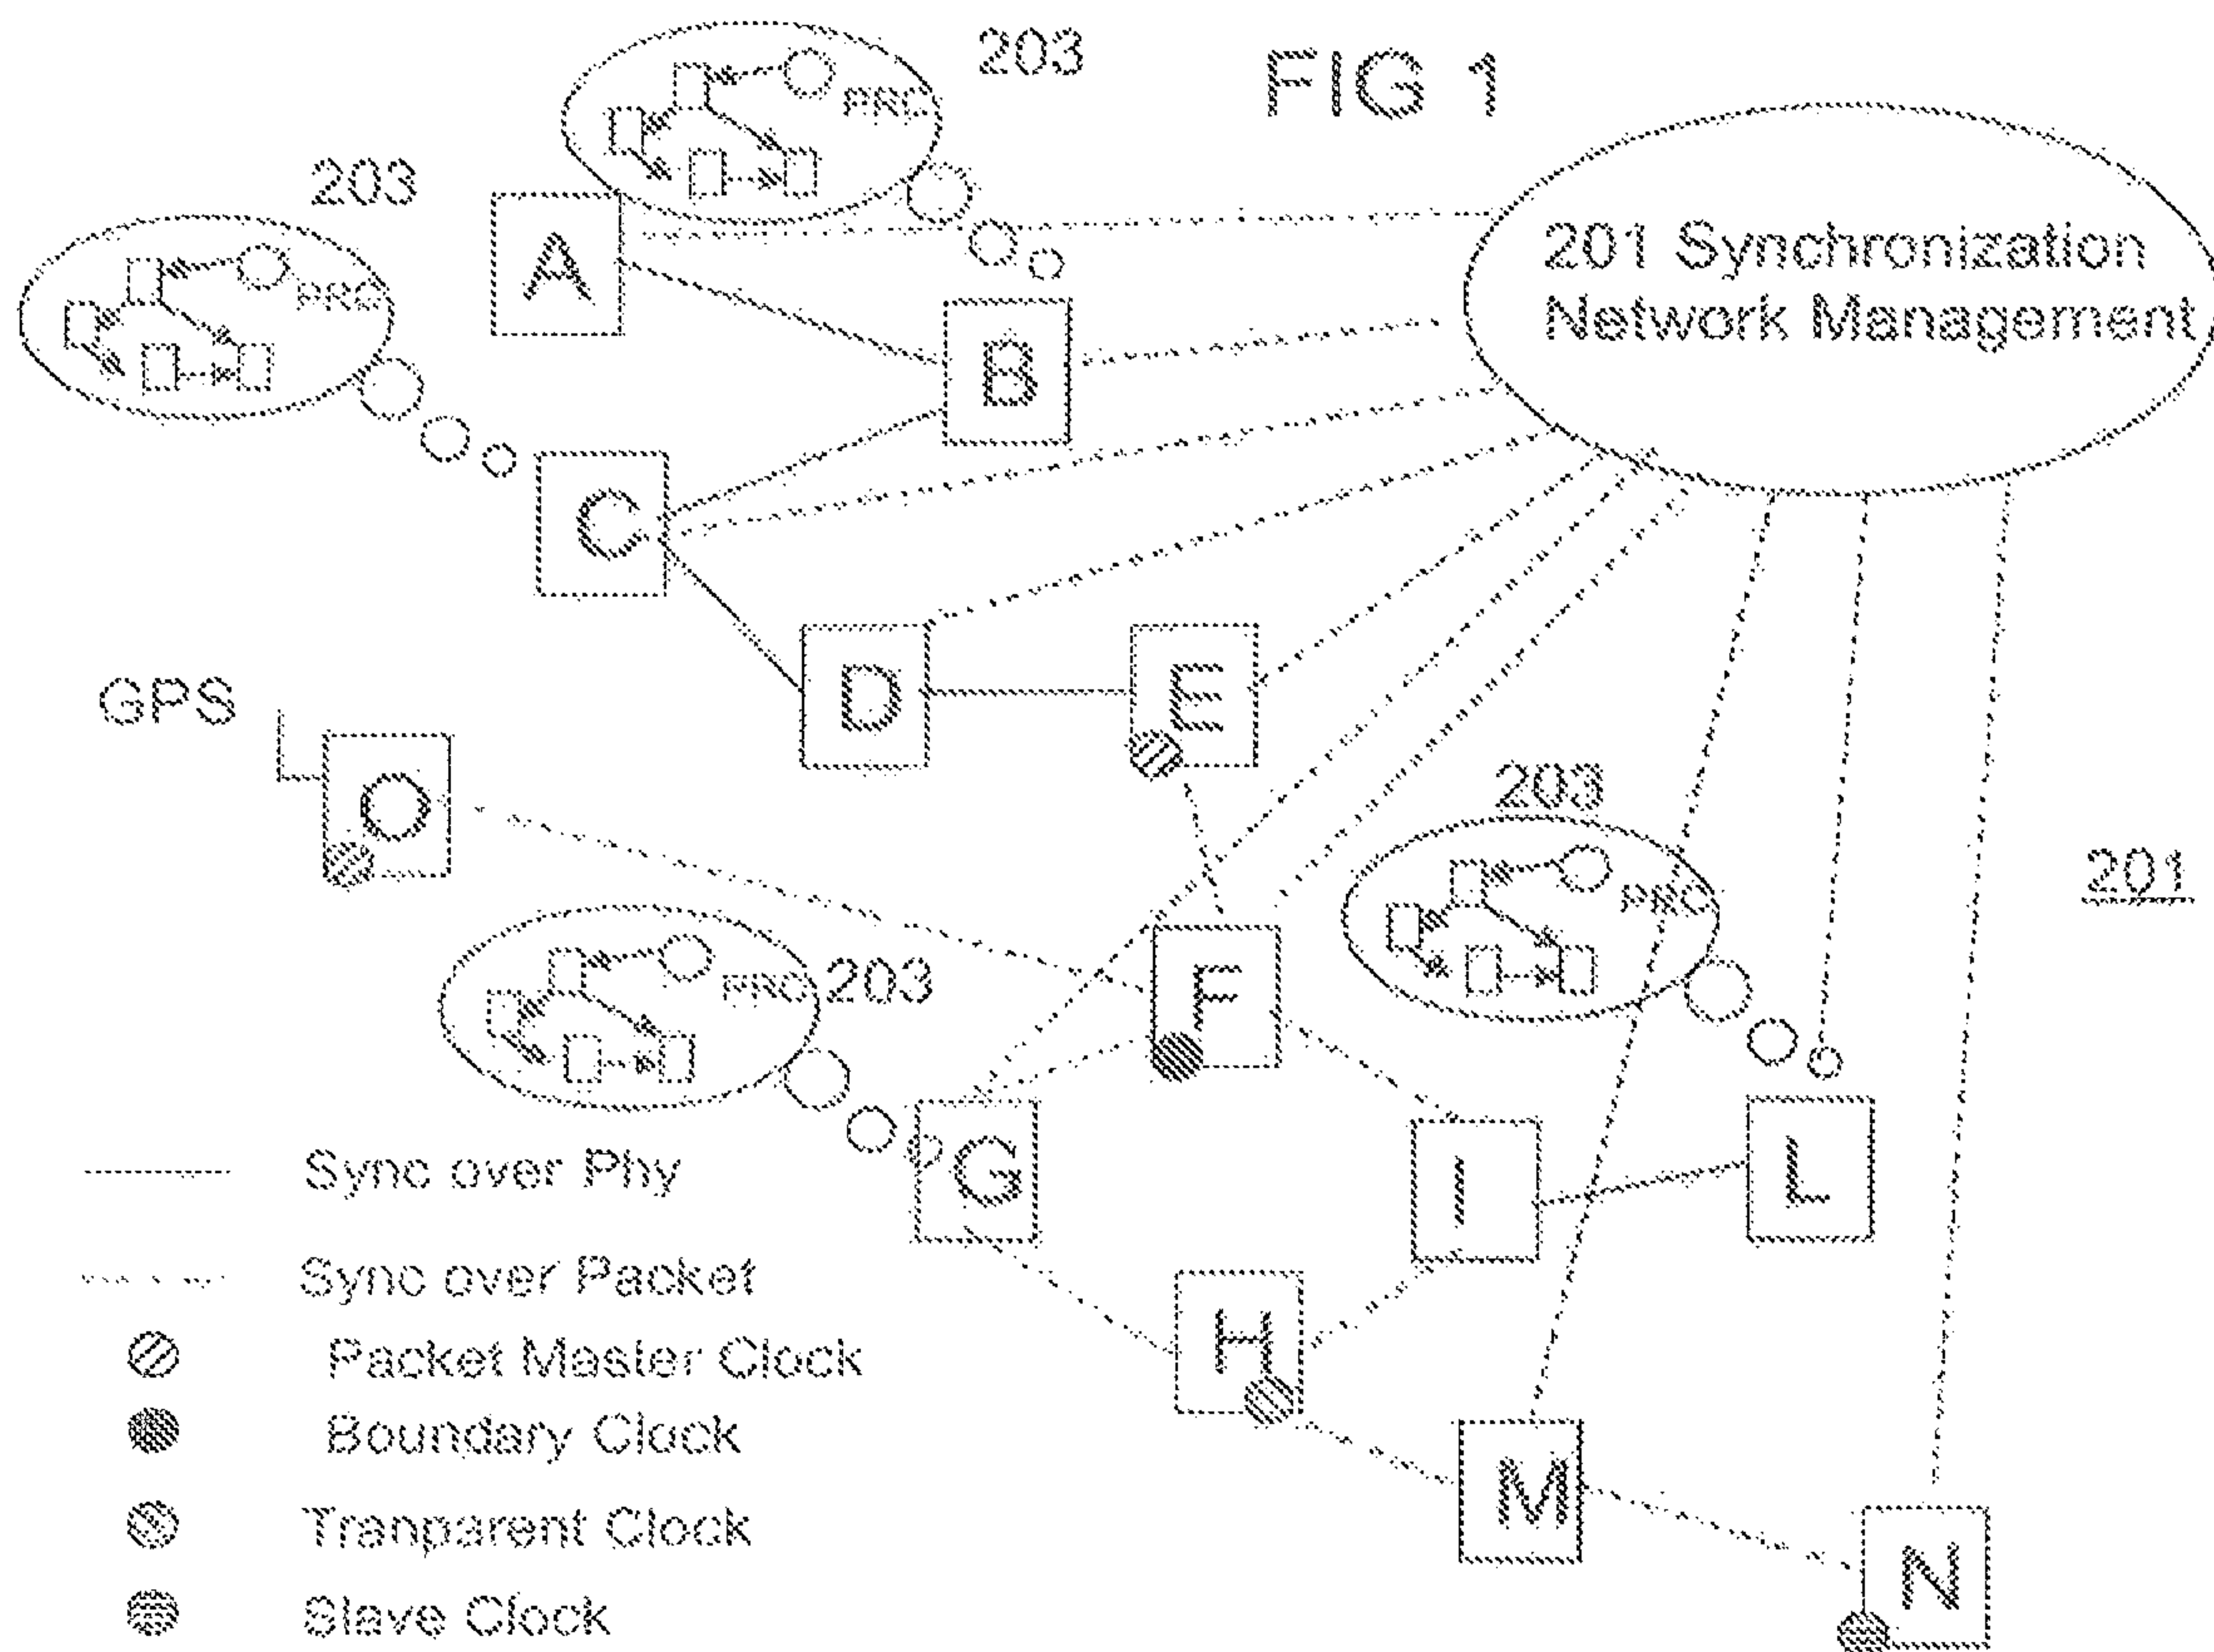 203
FIG 1
PRC
203
A
201 Synchronization
Network Management
PRC
B
C
D
E
GPS
O
203
201
PRC
203
PRC
F
G
I
L
Sync over Phy
Sync over Packet
H
Packet Master Clock
Boundary Clock
M
Tranparent Clock
N
Slave Clock